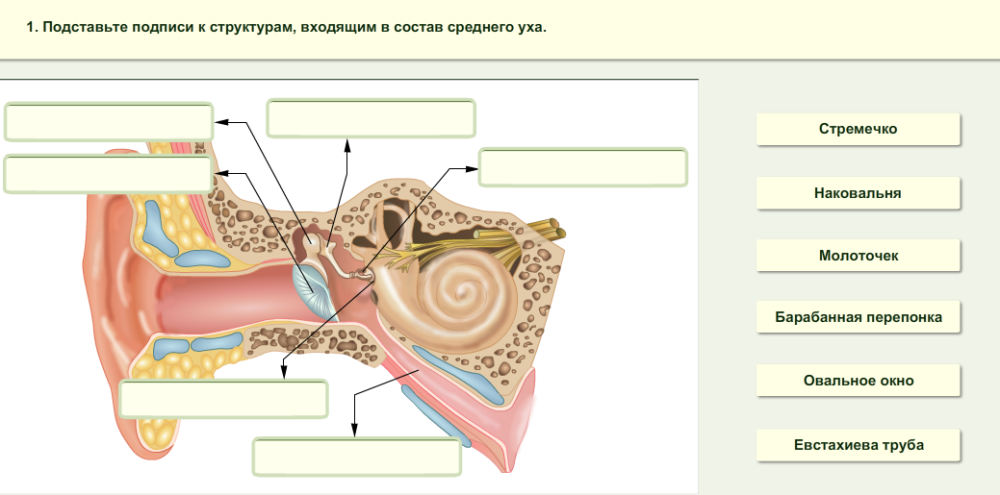 1. Подставьте подписи к структурам, входящим в состав среднего уха.
Стремечко
Наковальня
Молоточек
Барабанная перепонка
Овальное окно
Евстахиева труба